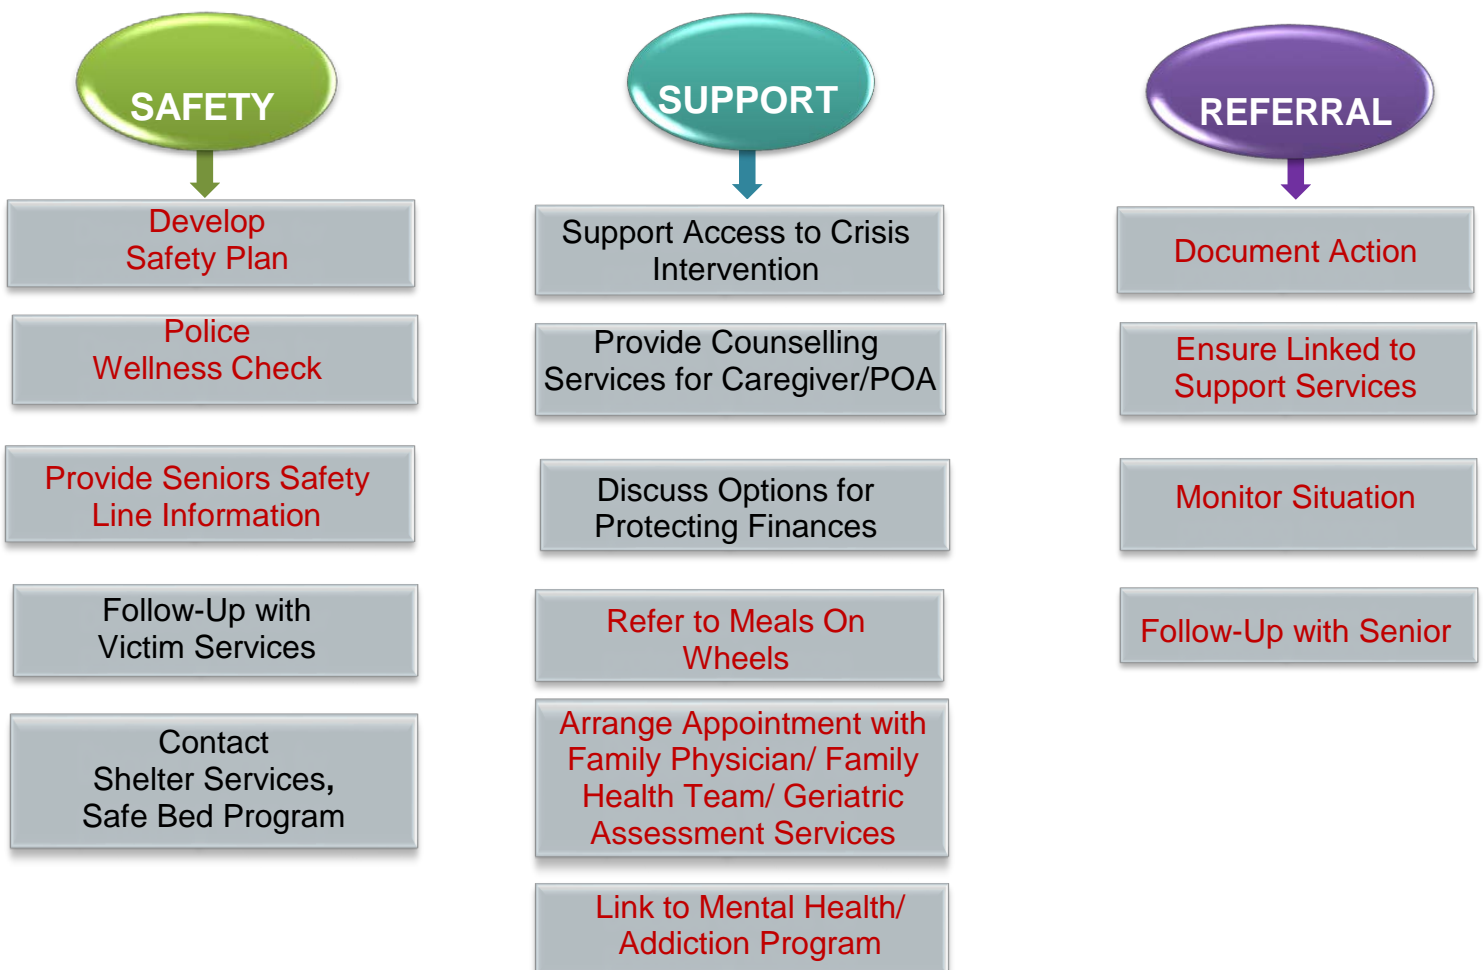 SAFETY
Develop
Safety Plan
Police
Wellness Check
Provide Seniors Safety
Line Information
Follow-Up with
Victim Services
Contact
Shelter Services,
Safe Bed Program
SUPPORT
Support Access to Crisis
Intervention
Provide Counselling
Services for Caregiver/POA
Discuss Options for
Protecting Finances
Refer to Meals On
Wheels
Arrange Appointment with
Family Physician/ Family
Health Team/ Geriatric
Assessment Services
Link to Mental Health/
Addiction Program
REFERRAL
Document Action
Ensure Linked to
Support Services
Monitor Situation
Follow-Up with Senior